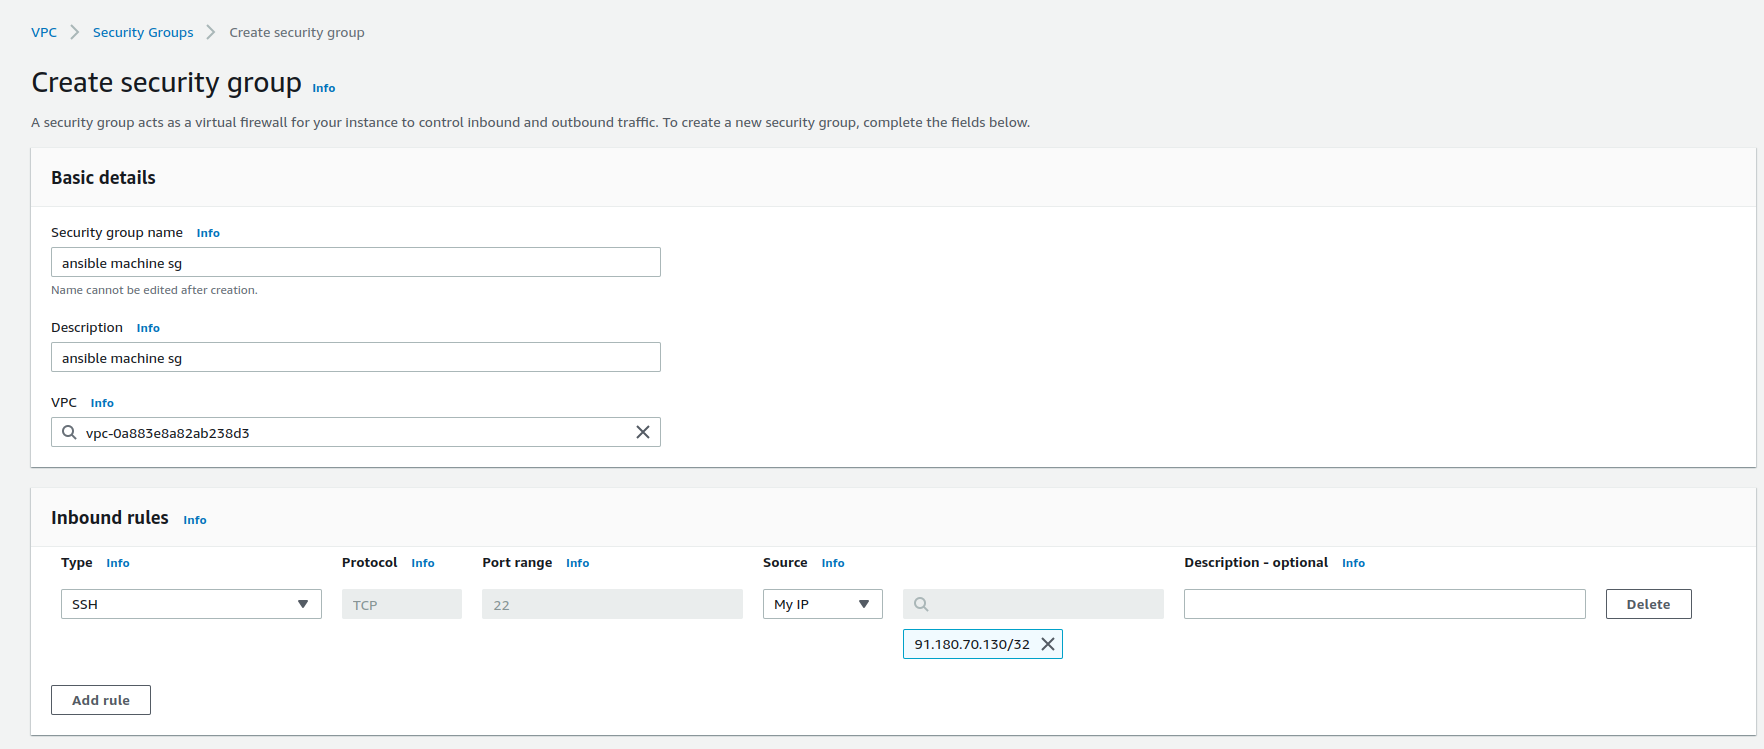 VPC Security Groups Create security group
Create security group Info
A security group acts as a virtual firewall for your instance to control inbound and outbound traffic. To create a new security group, complete the fields below.
Basic details
Security group name Info
ansible machine sg
Name cannot be edited after creation.
Description Info
ansible machine sg
VPC Info
vpc-0a883e8a82ab238d3
Inbound rules Info
Type Info Protocol Info Port range Info Source Info Description - optional Info
SSH TCP 22 My IP Delete
91.180.70.130/32
Add rule